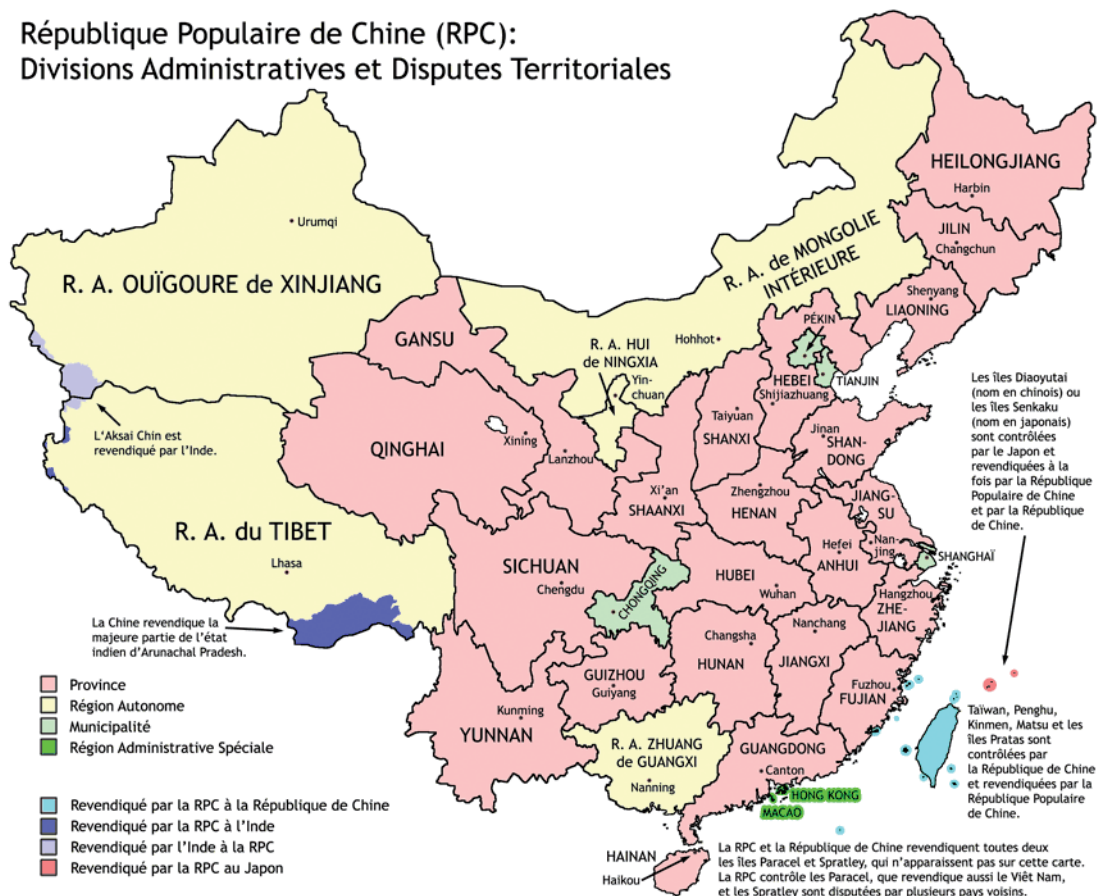 République Populaire de Chine (RPC):
Divisions Administratives et Disputes Territoriales
HEILONGJIANG
Harbin
JILIN
Changchun
Urumqi
R. A. de MONGOLIE
INTÉRIEURE
R. A. OUÏGOURE de XINJIANG
Shenyang
LIAONING
PÉKIN
GANSU
R. A. HUI
de NINGXIA
Hohhot
Yin-
chuan
HEBEI
TIANJIN
Shijiazhuang
Les îles Diaoyutai
(nom en chinois) ou
les îles Senkaku
(nom en japonais)
sont contrôlées
par le Japon et
revendiquées à la
fois par la République
Populaire de Chine
et par la République
de Chine.
L'Aksai Chin est
revendiqué par l'Inde.
Taiyuan
SHANXI
Jinan
SHAN-
DONG
QINGHAI
Xining
Lanzhou
Xi'an
SHAANXI
Zhengzhou
HENAN
JIANG-
SU
R. A. du TIBET
Lhasa
Hefei
ANHUI
Nan-
jing
SHANGHAÏ
SICHUAN
Chengdu
CHONGQING
HUBEI
Wuhan
Hangzhou
ZHE-
JIANG
La Chine revendique la
majeure partie de l'état
indien d'Arunachal Pradesh.
Changsha
HUNAN
Nanchang
JIANGXI
GUIZHOU
Guiyang
Fuzhou
FUJIAN
Kunming
YUNNAN
R. A. ZHUANG
de GUANGXI
Nanning
GUANGDONG
Canton
HONG KONG
MACAO
Taïwan, Penghu,
Kinmen, Matsu et les
îles Pratas sont
contrôlées par
la République de Chine
et revendiquées par la
République Populaire
de Chine.
Province
Région Autonome
Municipalité
Région Administrative Spéciale
Revendiqué par la RPC à la République de Chine
Revendiqué par la RPC à l'Inde
Revendiqué par l'Inde à la RPC
Revendiqué par la RPC au Japon
HAINAN
Haikou
La RPC et la République de Chine revendiquent toutes deux
les îles Paracel et Spratley, qui n'apparaissent pas sur cette carte.
La RPC contrôle les Paracel, que revendique aussi le Viêt Nam,
et les Spratley sont disputées par plusieurs pays voisins.